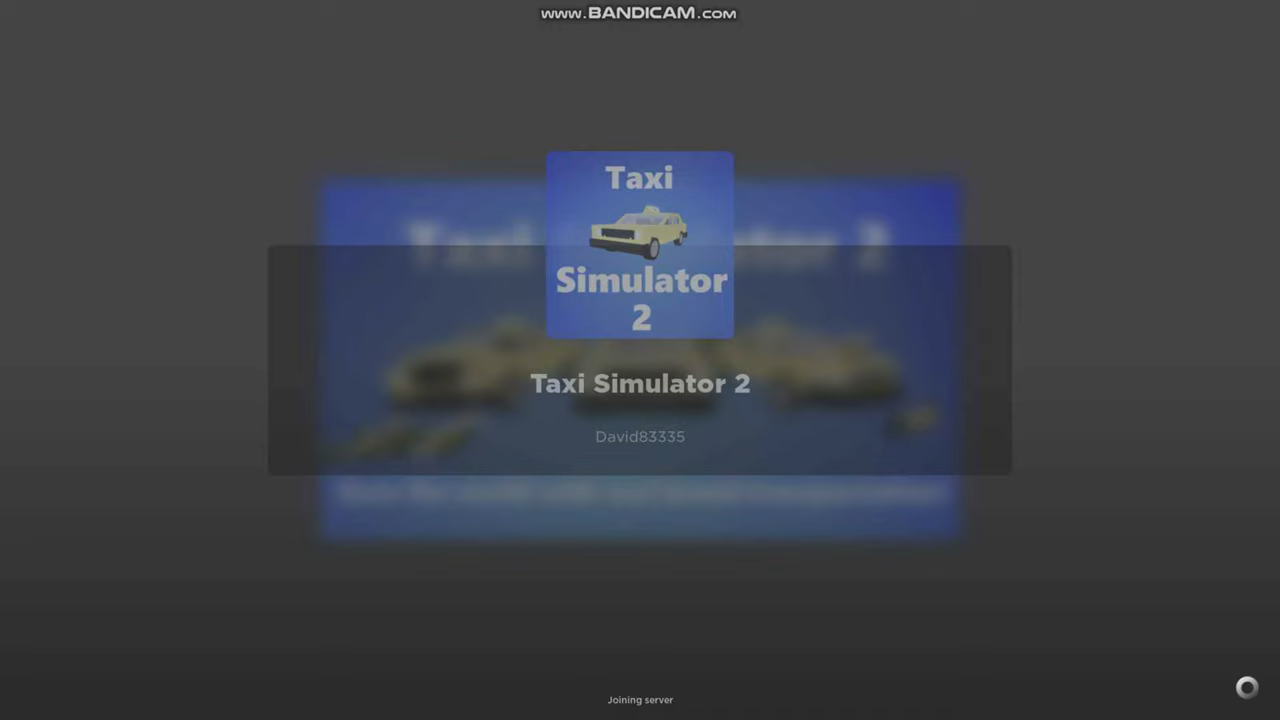 www.BANDICAM.com
Taxi
Simulator
2
Taxi Simulator 2
David83335
Joining server